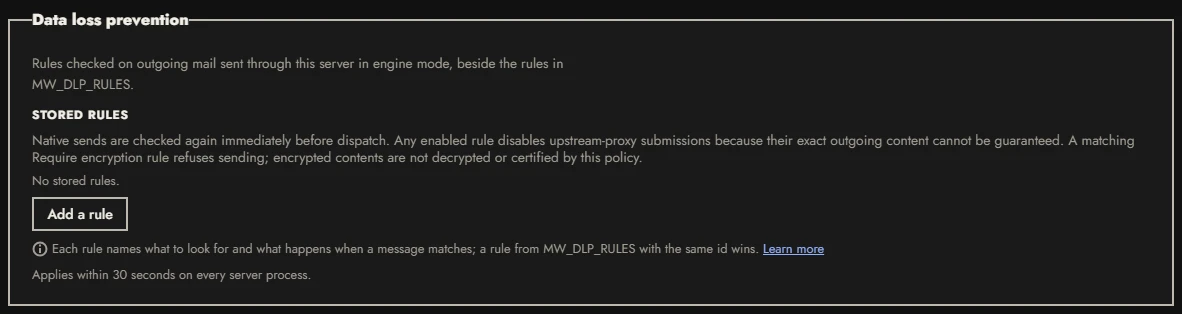 Data loss prevention
Rules checked on outgoing mail sent through this server in engine mode, beside the rules in
MW_DLP_RULES.
STORED RULES
Native sends are checked again immediately before dispatch. Any enabled rule disables upstream-proxy submissions because their exact outgoing content cannot be guaranteed. A matching
Require encryption rule refuses sending; encrypted contents are not decrypted or certified by this policy.
No stored rules.
Add a rule
Each rule names what to look for and what happens when a message matches; a rule from MW_DLP_RULES with the same id wins. Learn more
Applies within 30 seconds on every server process.